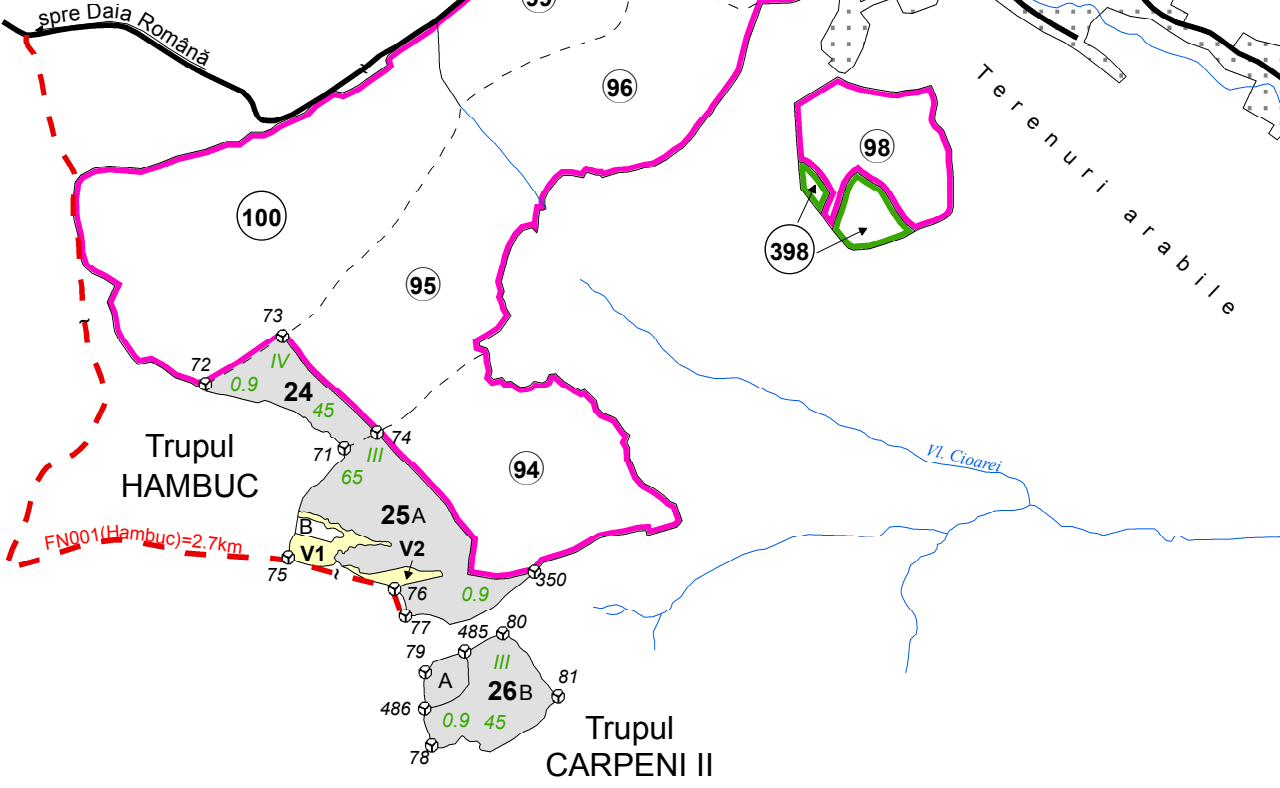 spre Daia Română
96
98
Terenuri arabile
100
398
95
73
IV
72
0.9
24
45
74
71
III
65
Trupul
HAMBUC
94
25A
B
FN001(Hambuc)=2.7km
V1
V2
75
76
350
0.9
77
Vl. Cioarei
485
80
79
III
A
26B
81
486
0.9
45
78
Trupul
CARPENI II